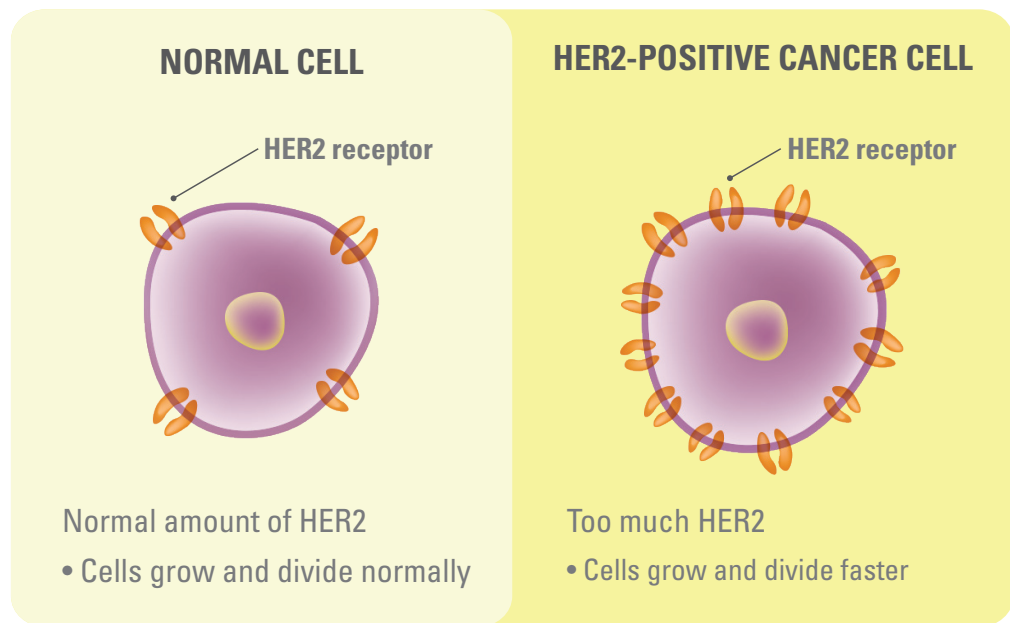 NORMAL CELL
HER2 receptor
Normal amount of HER2
• Cells grow and divide normally
HER2-POSITIVE CANCER CELL
HER2 receptor
Too much HER2
• Cells grow and divide faster